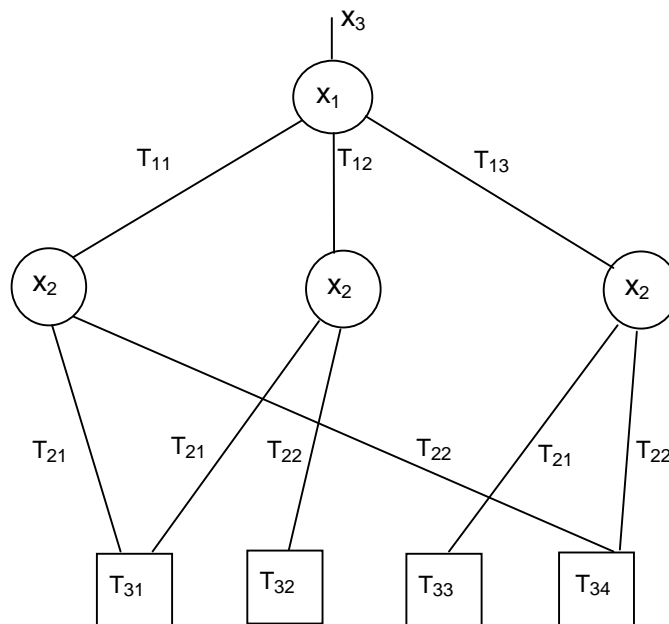 x₃
x₁
T₁₁ T₁₂ T₁₃
x₂ x₂ x₂
T₂₁ T₂₁ T₂₂ T₂₂ T₂₁ T₂₂
T₃₁ T₃₂ T₃₃ T₃₄